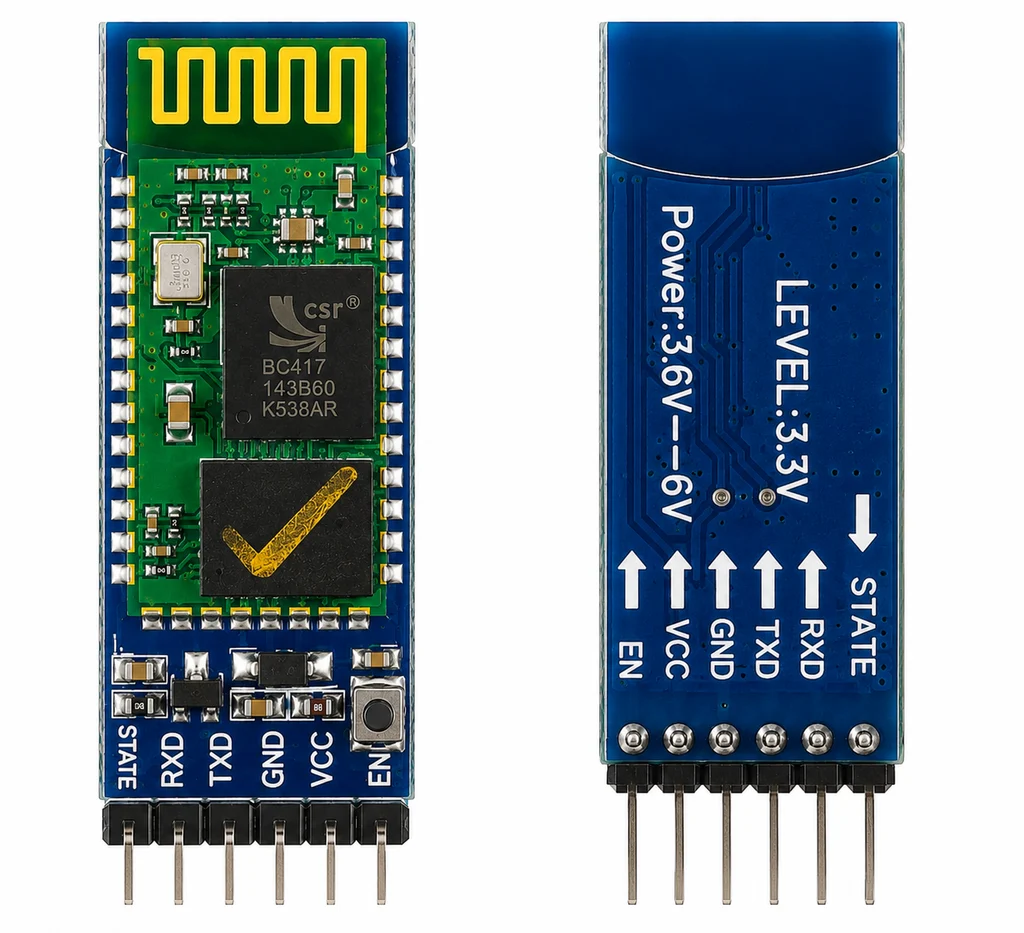 csr®
BC417
143B60
K538AR
STATE
RXD
TXD
GND
VCC
EN
Power:3.6V--6V
LEVEL:3.3V
EN
VCC
GND
TXD
RXD
STATE